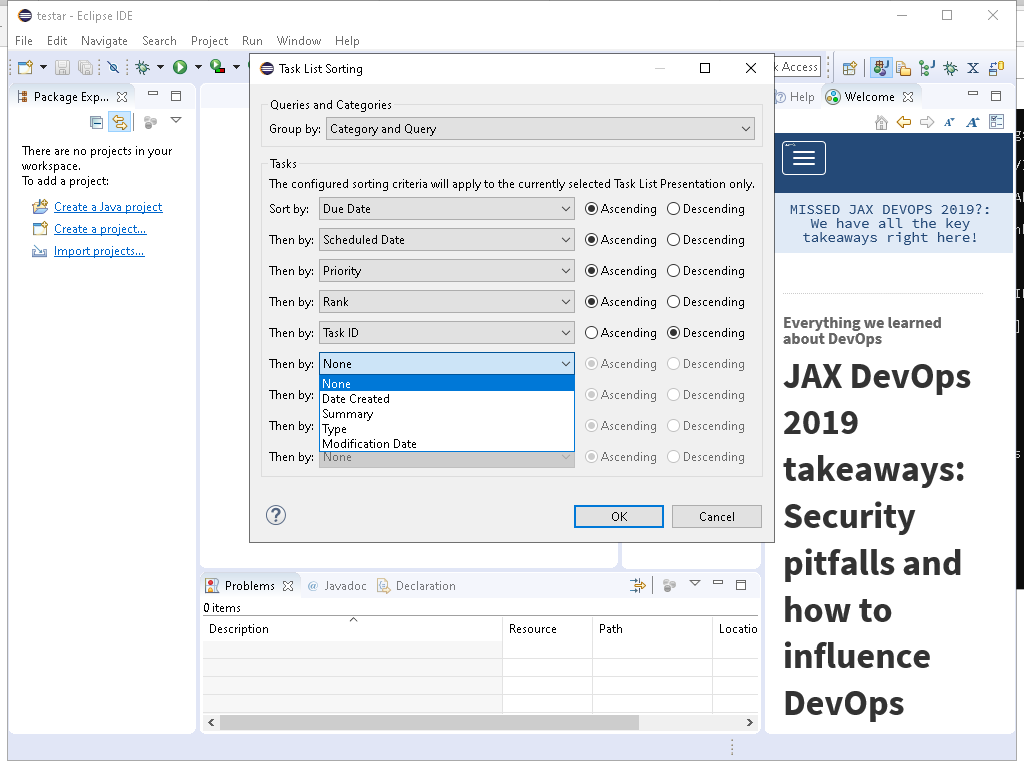 testar - Eclipse IDE
File Edit Navigate Search Project Run Window Help
Access
Package Exp...
There are no projects in your
workspace.
To add a project:
Create a Java project
Create a project...
Import projects...
Task List Sorting
Queries and Categories
Group by: Category and Query
Tasks
The configured sorting criteria will apply to the currently selected Task List Presentation only.
Sort by: Due Date Ascending Descending
Then by: Scheduled Date Ascending Descending
Then by: Priority Ascending Descending
Then by: Rank Ascending Descending
Then by: Task ID Ascending Descending
Then by: None Ascending Descending
None
Date Created
Summary
Type
Modification Date
Then by: Ascending Descending
Then by: Ascending Descending
Then by: None Ascending Descending
OK Cancel
Help Welcome
MISSED JAX DEVOPS 2019?:
We have all the key
takeaways right here!
Everything we learned
about DevOps
JAX DevOps
2019
takeaways:
Security
pitfalls and
how to
influence
DevOps
Problems Javadoc Declaration
0 items
Description Resource Path Locatio